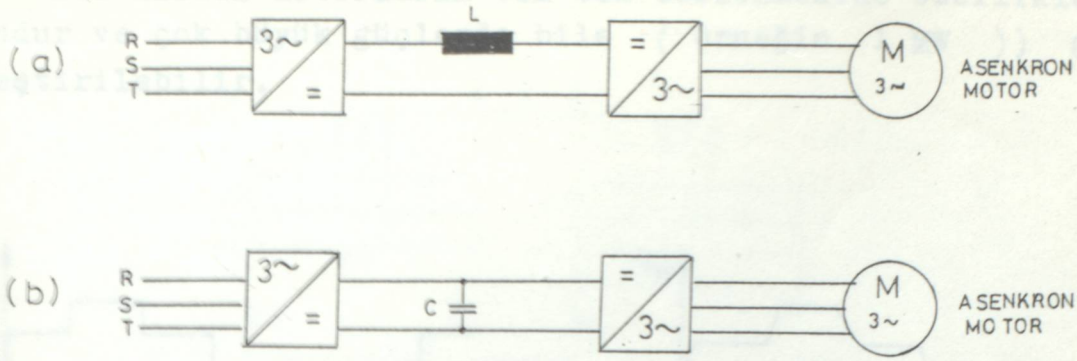 L
(a)
R
S
T
3~
=
=
3~
M
3~
ASENKRON
MOTOR
(b)
R
S
T
3~
=
C
=
3~
M
3~
ASENKRON
MOTOR